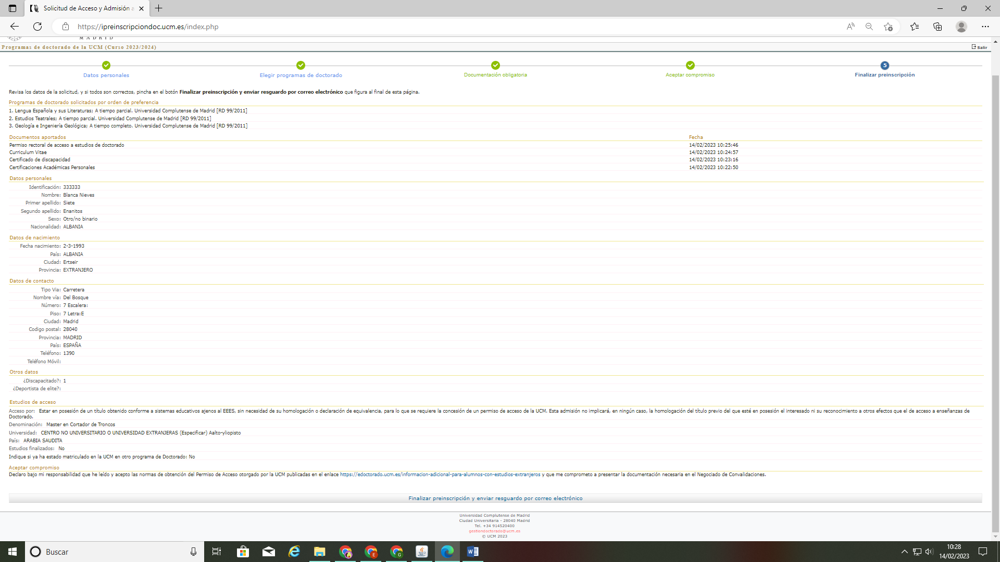 Solicitud de Acceso y Admisión a
https://ipreinscripciondoc.ucm.es/index.php
MADRID
Programas de doctorado de la UCM (Curso 2023/2024)
Salir
5
Datos personales
Elegir programas de doctorado
Documentación obligatoria
Aceptar compromiso
Finalizar preinscripción
Revisa los datos de la solicitud, y si todos son correctos, pincha en el botón Finalizar preinscripción y enviar resguardo por correo electrónico que figura al final de esta página.
Programas de doctorado solicitados por orden de preferencia
1. Lengua Española y sus Literaturas; A tiempo parcial. Universidad Complutense de Madrid [RD 99/2011]
2. Estudios Teatrales; A tiempo parcial. Universidad Complutense de Madrid [RD 99/2011]
3. Geología e Ingeniería Geológica; A tiempo completo. Universidad Complutense de Madrid [RD 99/2011]
Documentos aportados Fecha
Permiso rectoral de acceso a estudios de doctorado 14/02/2023 10:25:46
Curriculum Vitae 14/02/2023 10:24:57
Certificado de discapacidad 14/02/2023 10:23:16
Certificaciones Académicas Personales 14/02/2023 10:22:50
Datos personales
Identificación: 333333
Nombre: Blanca Nieves
Primer apellido: Siete
Segundo apellido: Enanitos
Sexo: Otro/no binario
Nacionalidad: ALBANIA
Datos de nacimiento
Fecha nacimiento: 2-3-1993
País: ALBANIA
Ciudad: Ertseir
Provincia: EXTRANJERO
Datos de contacto
Tipo Via: Carretera
Nombre vía: Del Bosque
Número: 7 Escalera:
Piso: 7 Letra:E
Ciudad: Madrid
Codigo postal: 28040
Provincia: MADRID
País: ESPAÑA
Teléfono: 1390
Teléfono Móvil:
Otros datos
¿Discapacitado?: 1
¿Deportista de elite?:
Estudios de acceso
Acceso por: Estar en posesión de un título obtenido conforme a sistemas educativos ajenos al EEES, sin necesidad de su homologación o declaración de equivalencia, para lo que se requiere la concesión de un permiso de acceso de la UCM. Esta admisión no implicará, en ningún caso, la homologación del título previo del que esté en posesión el interesado ni su reconocimiento a otros efectos que el de acceso a enseñanzas de
Doctorado.
Denominación: Master en Cortador de Troncos
Universidad: CENTRO NO UNIVERSITARIO O UNIVERSIDAD EXTRANJERAS (Especificar) Aalto-yliopisto
País: ARABIA SAUDITA
Estudios finalizados: No
Indique si ya ha estado matriculado en la UCM en otro programa de Doctorado: No
Aceptar compromiso
Declaro bajo mi responsabilidad que he leído y acepto las normas de obtención del Permiso de Acceso otorgado por la UCM publicadas en el enlace https://edoctorado.ucm.es/informacion-adicional-para-alumnos-con-estudios-extranjeros y que me comprometo a presentar la documentación necesaria en el Negociado de Convalidaciones.
Finalizar preinscripción y enviar resguardo por correo electrónico
Universidad Complutense de Madrid
Ciudad Universitaria - 28040 Madrid
Tel. +34 914520400
gestiondoctorado@ucm.es
© UCM 2023
Buscar
10:28
14/02/2023